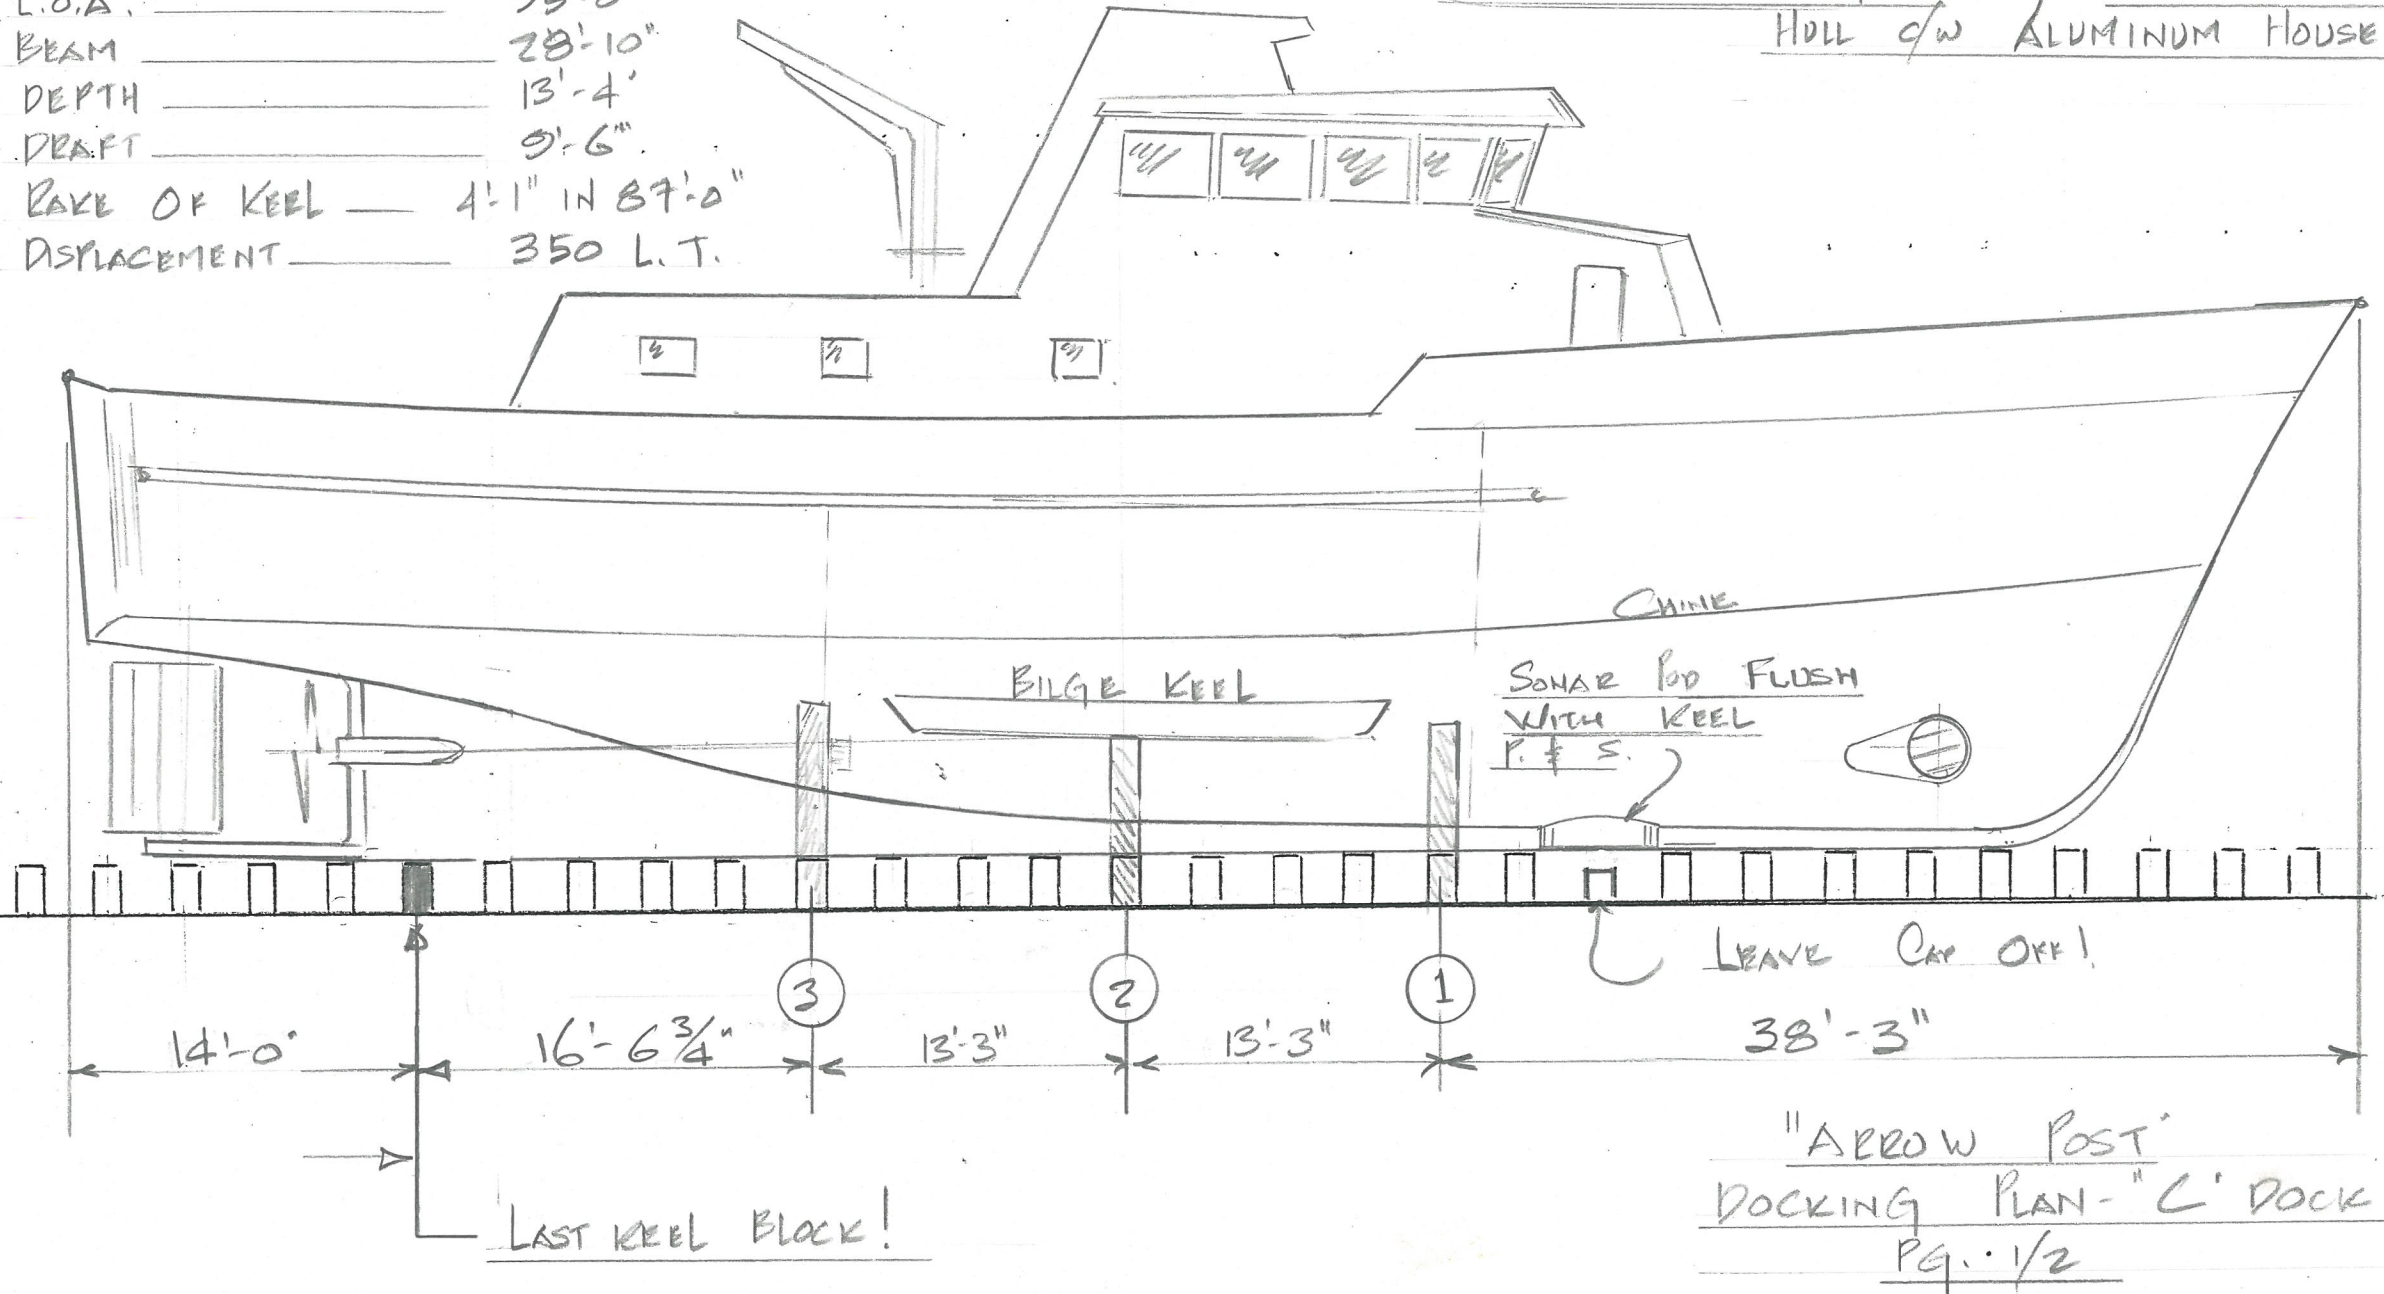 L.O.A.
BEAM 28'-10"
DEPTH 13'-4"
DRAFT 9'-6"
RAKE OF KEEL 4'-1" IN 87'-0"
DISPLACEMENT 350 L.T.
HULL C/W ALUMINUM HOUSE
CHINE
BILGE KEEL
SONAR POD FLUSH
WITH KEEL
P. & S.
LEAVE CAP OFF!
3
2
1
14'-0"
16'-6 3/4"
13'-3"
13'-3"
38'-3"
LAST KEEL BLOCK!
"ARROW POST"
DOCKING PLAN - "C" DOCK
PG. 1/2